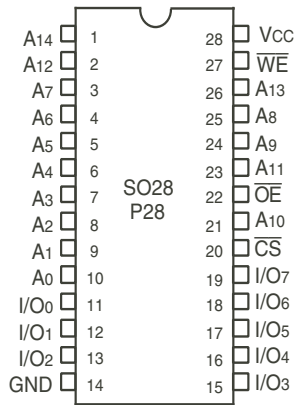 A14 1 28 VCC
A12 2 27 WE
A7 3 26 A13
A6 4 25 A8
A5 5 24 A9
A4 6 23 A11
A3 7 SO28 22 OE
A2 8 P28 21 A10
A1 9 20 CS
A0 10 19 I/O7
I/O0 11 18 I/O6
I/O1 12 17 I/O5
I/O2 13 16 I/O4
GND 14 15 I/O3